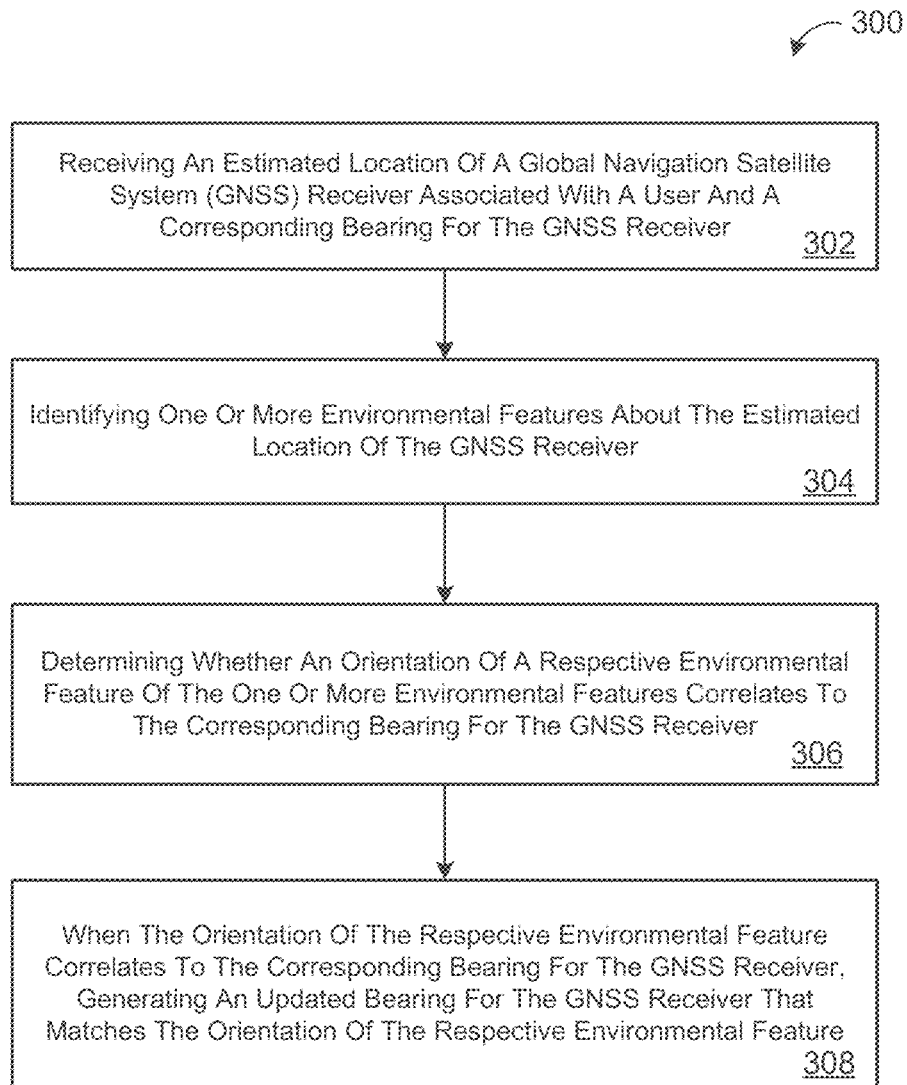 300
Receiving An Estimated Location Of A Global Navigation Satellite
System (GNSS) Receiver Associated With A User And A
Corresponding Bearing For The GNSS Receiver
302
Identifying One Or More Environmental Features About The Estimated
Location Of The GNSS Receiver
304
Determining Whether An Orientation Of A Respective Environmental
Feature Of The One Or More Environmental Features Correlates To
The Corresponding Bearing For The GNSS Receiver
306
When The Orientation Of The Respective Environmental Feature
Correlates To The Corresponding Bearing For The GNSS Receiver,
Generating An Updated Bearing For The GNSS Receiver That
Matches The Orientation Of The Respective Environmental Feature
308